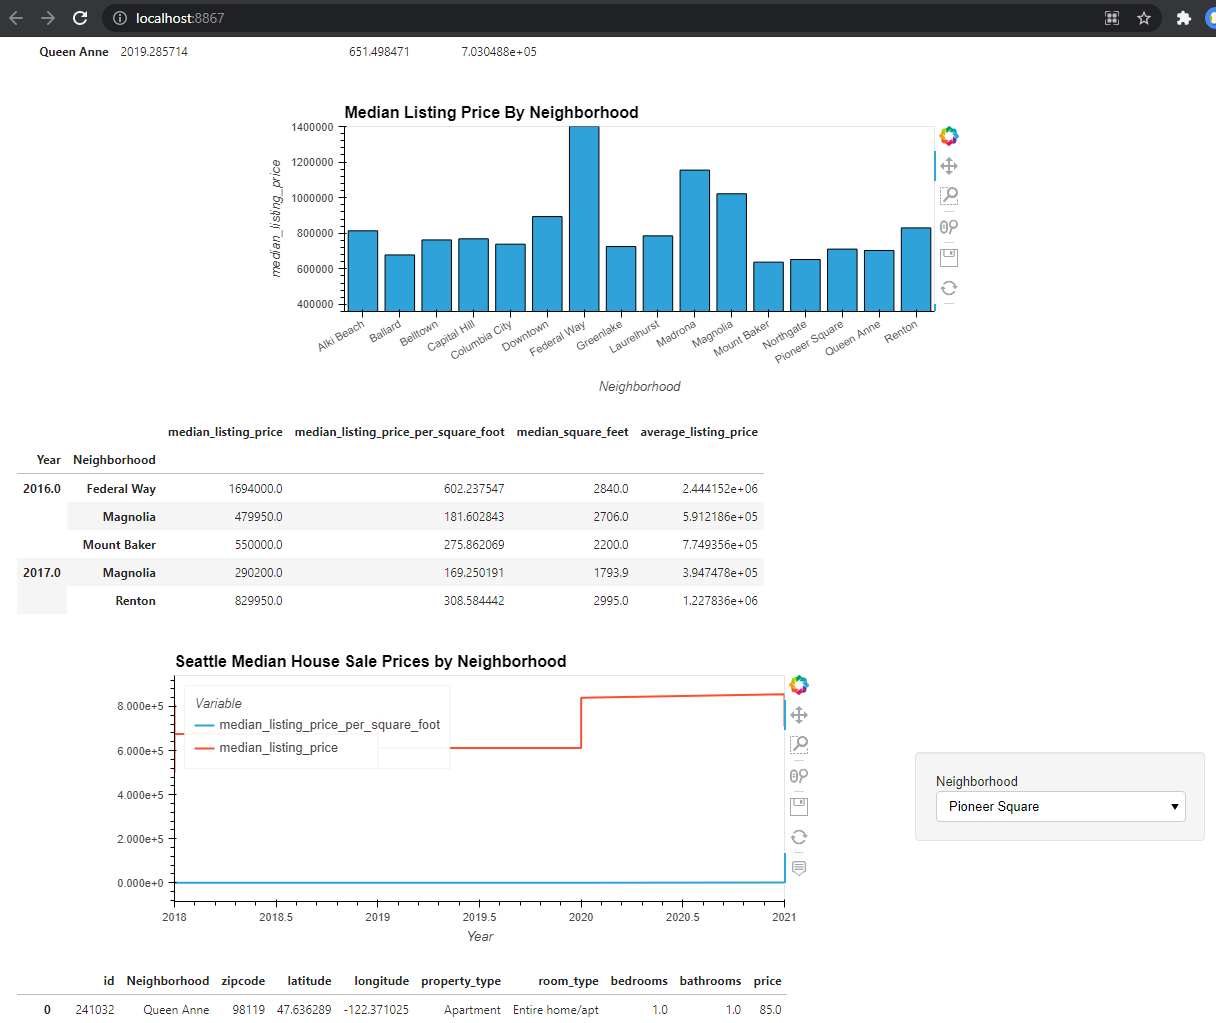 localhost:8867
Queen Anne 2019.285714 651.498471 7.030488e+05
Median Listing Price By Neighborhood
1400000
1200000
1000000
800000
600000
400000
median_listing_price
Alki Beach Ballard Belltown Capital Hill Columbia City Downtown Federal Way Greenlake Laurelhurst Madrona Magnolia Mount Baker Northgate Pioneer Square Queen Anne Renton
Neighborhood
median_listing_price median_listing_price_per_square_foot median_square_feet average_listing_price
Year Neighborhood
2016.0 Federal Way 1694000.0 602.237547 2840.0 2.444152e+06
Magnolia 479950.0 181.602843 2706.0 5.912186e+05
Mount Baker 550000.0 275.862069 2200.0 7.749356e+05
2017.0 Magnolia 290200.0 169.250191 1793.9 3.947478e+05
Renton 829950.0 308.584442 2995.0 1.227836e+06
Seattle Median House Sale Prices by Neighborhood
8.000e+5
6.000e+5
4.000e+5
2.000e+5
0.000e+0
Variable
median_listing_price_per_square_foot
median_listing_price
2018 2018.5 2019 2019.5 2020 2020.5 2021
Year
Neighborhood
Pioneer Square
id Neighborhood zipcode latitude longitude property_type room_type bedrooms bathrooms price
0 241032 Queen Anne 98119 47.636289 -122.371025 Apartment Entire home/apt 1.0 1.0 85.0